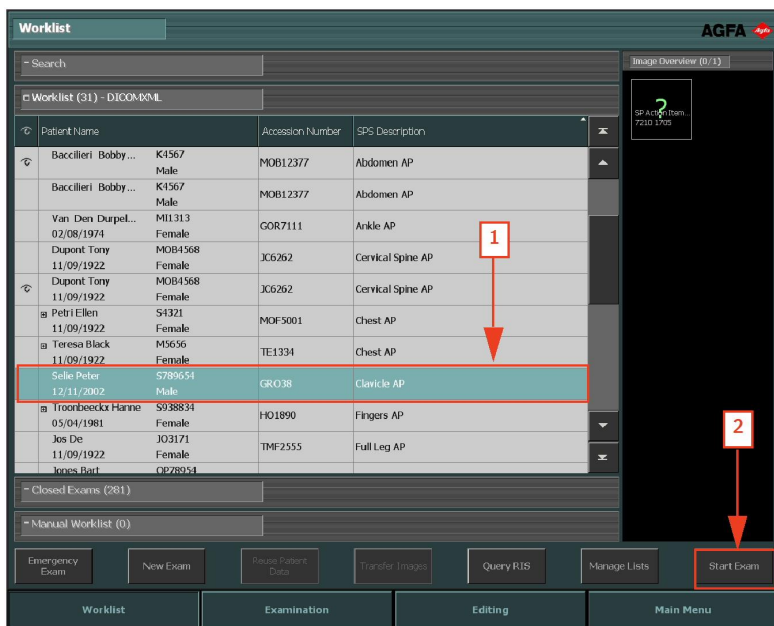 Worklist
AGFA
Agfa
- Search
Image Overview (0/1)
Worklist (31) - DICOMXML
?
SP Action Item...
7210 1705
Patient Name Accession Number SPS Description
Baccilieri Bobby... K4567 MOB12377 Abdomen AP
Male
Baccilieri Bobby... K4567 MOB12377 Abdomen AP
Male
Van Den Durpel... MI1313 GOR7111 Ankle AP
02/08/1974 Female
1
Dupont Tony MOB4568 JC6262 Cervical Spine AP
11/09/1922 Female
Dupont Tony MOB4568 JC6262 Cervical Spine AP
11/09/1922 Female
Petri Ellen S4321 MOF5001 Chest AP
11/09/1922 Female
Teresa Black M5656 TE1334 Chest AP
11/09/1922 Female
Selie Peter S789654 GRO38 Clavicle AP
12/11/2002 Male
Troonbeeckx Hanne S938834 HO1890 Fingers AP
05/04/1981 Female
2
Jos De JO3171 TMF2555 Full Leg AP
11/09/1922 Female
Jones Bart OP78954
- Closed Exams (281)
- Manual Worklist (0)
Emergency Exam New Exam Reuse Patient Data Transfer Images Query RIS Manage Lists Start Exam
Worklist Examination Editing Main Menu